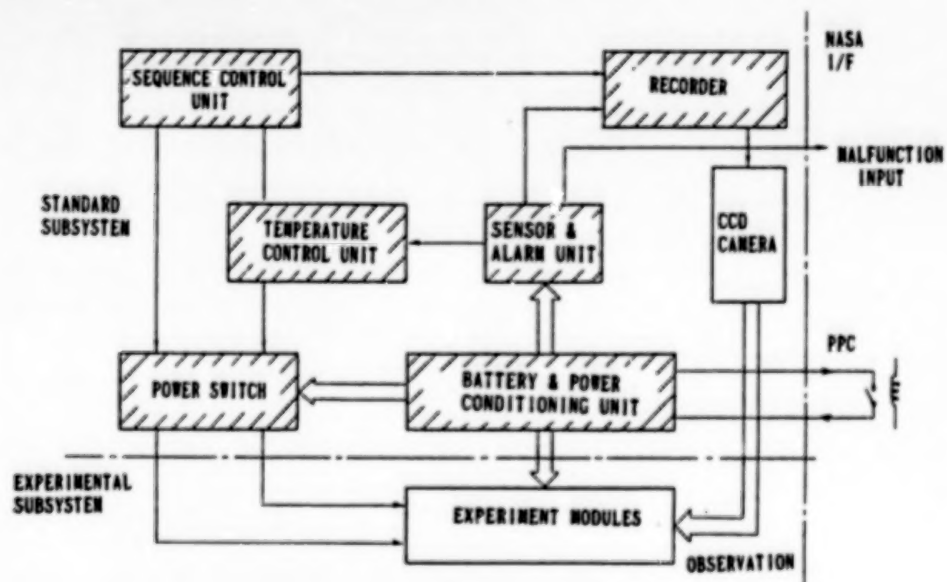 NASA
I/F
SEQUENCE CONTROL
UNIT
RECORDER
MALFUNCTION
INPUT
STANDARD
SUBSYSTEM
TEMPERATURE
CONTROL UNIT
SENSOR &
ALARM UNIT
CCD
CAMERA
PPC
POWER SWITCH
BATTERY & POWER
CONDITIONING UNIT
EXPERIMENTAL
SUBSYSTEM
EXPERIMENT MODULES
OBSERVATION